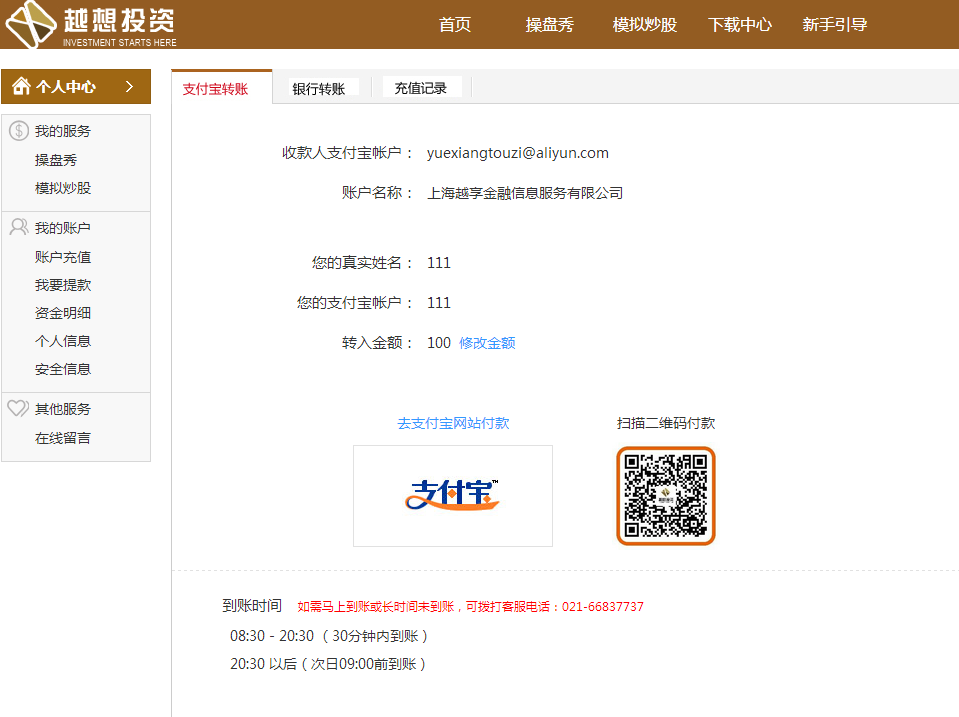 越想投资
INVESTMENT STARTS HERE
首页 操盘秀 模拟炒股 下载中心 新手引导
个人中心
我的服务
操盘秀
模拟炒股
我的账户
账户充值
我要提款
资金明细
个人信息
安全信息
其他服务
在线留言
支付宝转账 银行转账 充值记录
收款人支付宝帐户： yuexiangtouzi@aliyun.com
账户名称： 上海越享金融信息服务有限公司
您的真实姓名： 111
您的支付宝帐户： 111
转入金额： 100 修改金额
去支付宝网站付款 扫描二维码付款
支付宝™
到账时间 如需马上到账或长时间未到账，可拨打客服电话：021-66837737
08:30 - 20:30 （30分钟内到账）
20:30 以后（次日09:00前到账）